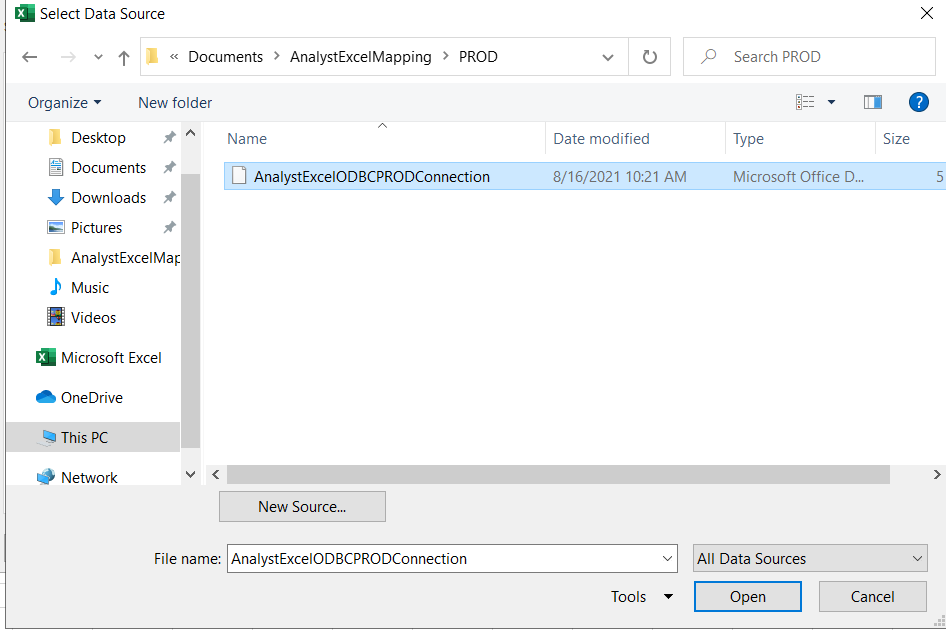 Select Data Source
« Documents > AnalystExcelMapping > PROD
Search PROD
Organize
New folder
?
Name
Date modified
Type
Size
AnalystExcelODBCPRODConnection
8/16/2021 10:21 AM
Microsoft Office D...
5
Desktop
Documents
Downloads
Pictures
AnalystExcelMap
Music
Videos
Microsoft Excel
OneDrive
This PC
Network
New Source...
File name:
AnalystExcelODBCPRODConnection
All Data Sources
Tools
Open
Cancel